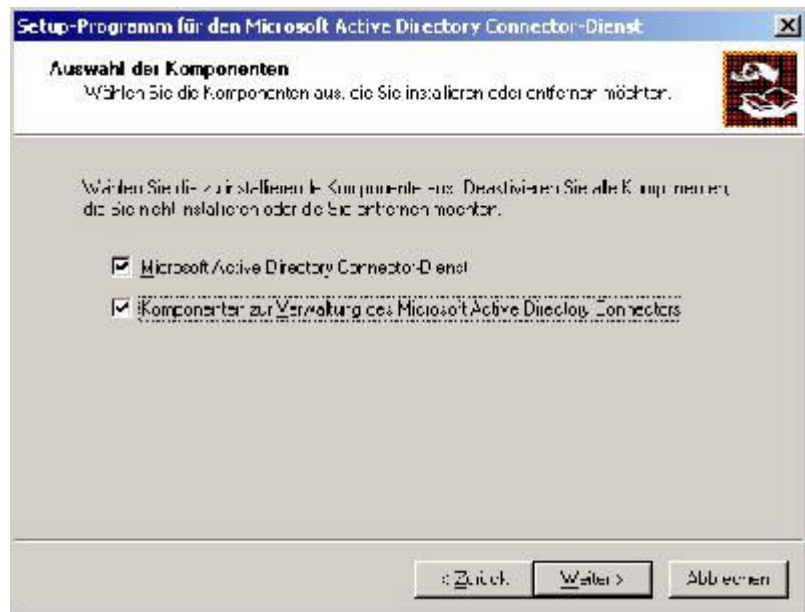 Setup-Programm für den Microsoft Active Directory Connector-Dienst
Auswahl der Komponenten
Wählen Sie die Komponenten aus, die Sie installieren oder entfernen möchten.
Wählen Sie die zu installierende Komponente aus. Deaktivieren Sie alle Komponenten,
die Sie nicht installieren oder die Sie entfernen möchten.
Microsoft Active Directory Connector-Dienst
Komponenten zur Verwaltung des Microsoft Active Directory Connectors
< Zurück
Weiter >
Abbrechen